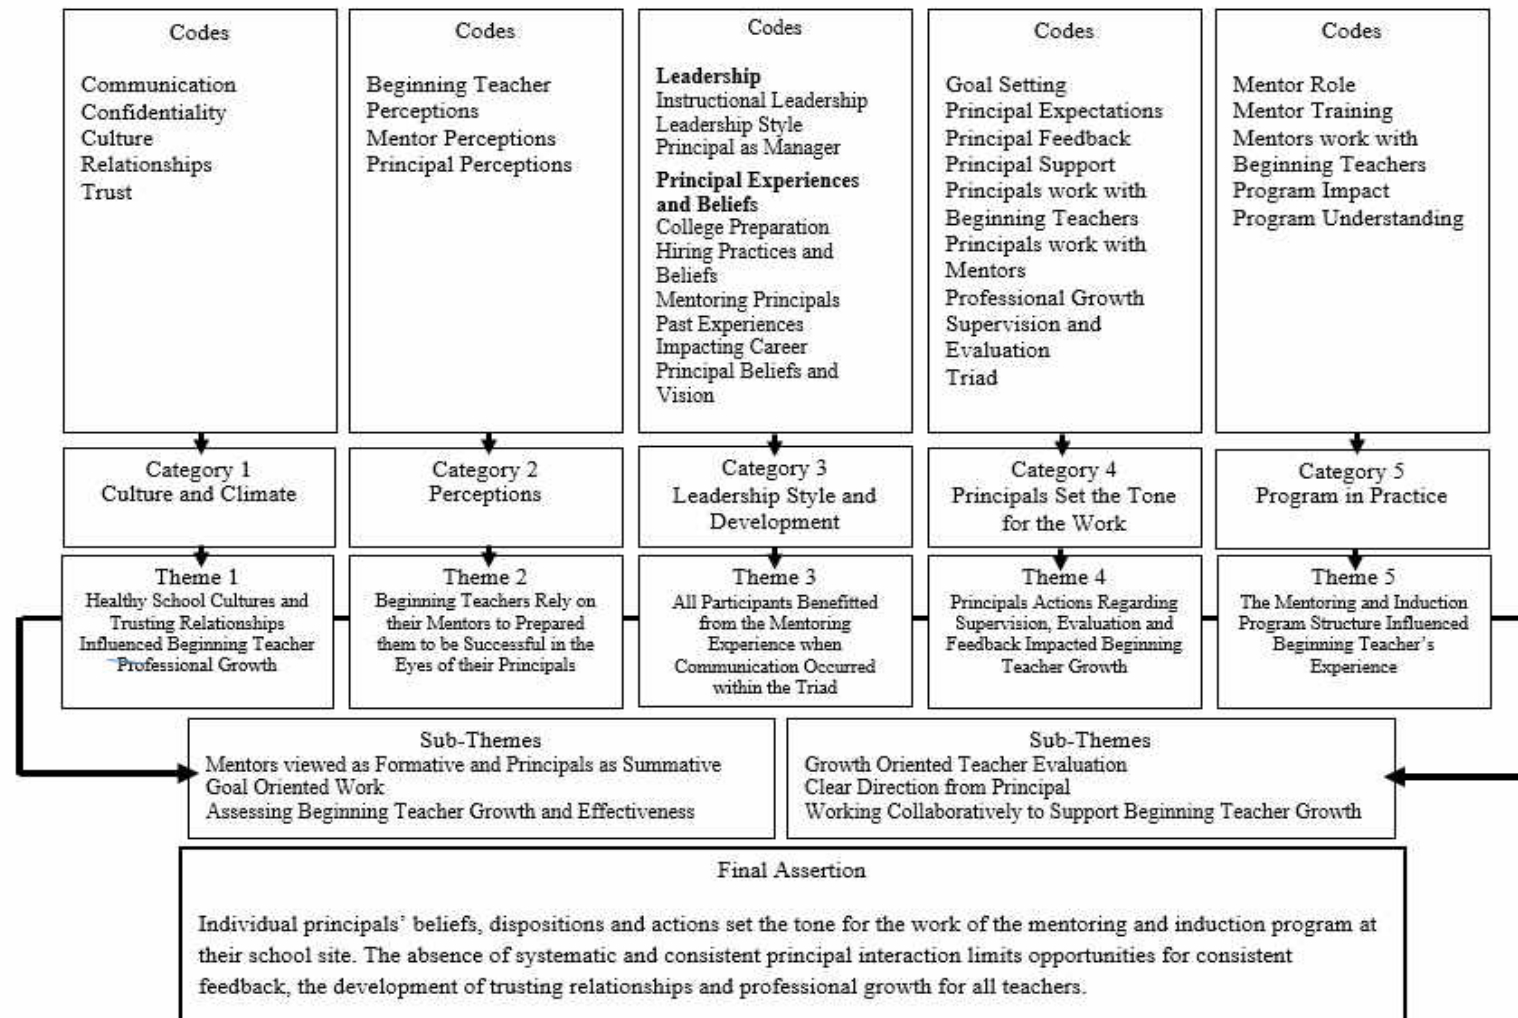 Codes
Communication
Confidentiality
Culture
Relationships
Trust
Codes
Beginning Teacher
Perceptions
Mentor Perceptions
Principal Perceptions
Codes
Leadership
Instructional Leadership
Leadership Style
Principal as Manager
Principal Experiences
and Beliefs
College Preparation
Hiring Practices and
Beliefs
Mentoring Principals
Past Experiences
Impacting Career
Principal Beliefs and
Vision
Codes
Goal Setting
Principal Expectations
Principal Feedback
Principal Support
Principals work with
Beginning Teachers
Principals work with
Mentors
Professional Growth
Supervision and
Evaluation
Triad
Codes
Mentor Role
Mentor Training
Mentors work with
Beginning Teachers
Program Impact
Program Understanding
Category 1
Culture and Climate
Category 2
Perceptions
Category 3
Leadership Style and
Development
Category 4
Principals Set the Tone
for the Work
Category 5
Program in Practice
Theme 1
Healthy School Cultures and
Trusting Relationships
Influenced Beginning Teacher
Professional Growth
Theme 2
Beginning Teachers Rely on
their Mentors to Prepared
them to be Successful in the
Eyes of their Principals
Theme 3
All Participants Benefitted
from the Mentoring
Experience when
Communication Occurred
within the Triad
Theme 4
Principals Actions Regarding
Supervision, Evaluation and
Feedback Impacted Beginning
Teacher Growth
Theme 5
The Mentoring and Induction
Program Structure Influenced
Beginning Teacher’s
Experience
Sub-Themes
Mentors viewed as Formative and Principals as Summative
Goal Oriented Work
Assessing Beginning Teacher Growth and Effectiveness
Sub-Themes
Growth Oriented Teacher Evaluation
Clear Direction from Principal
Working Collaboratively to Support Beginning Teacher Growth
Final Assertion
Individual principals’ beliefs, dispositions and actions set the tone for the work of the mentoring and induction program at
their school site. The absence of systematic and consistent principal interaction limits opportunities for consistent
feedback, the development of trusting relationships and professional growth for all teachers.